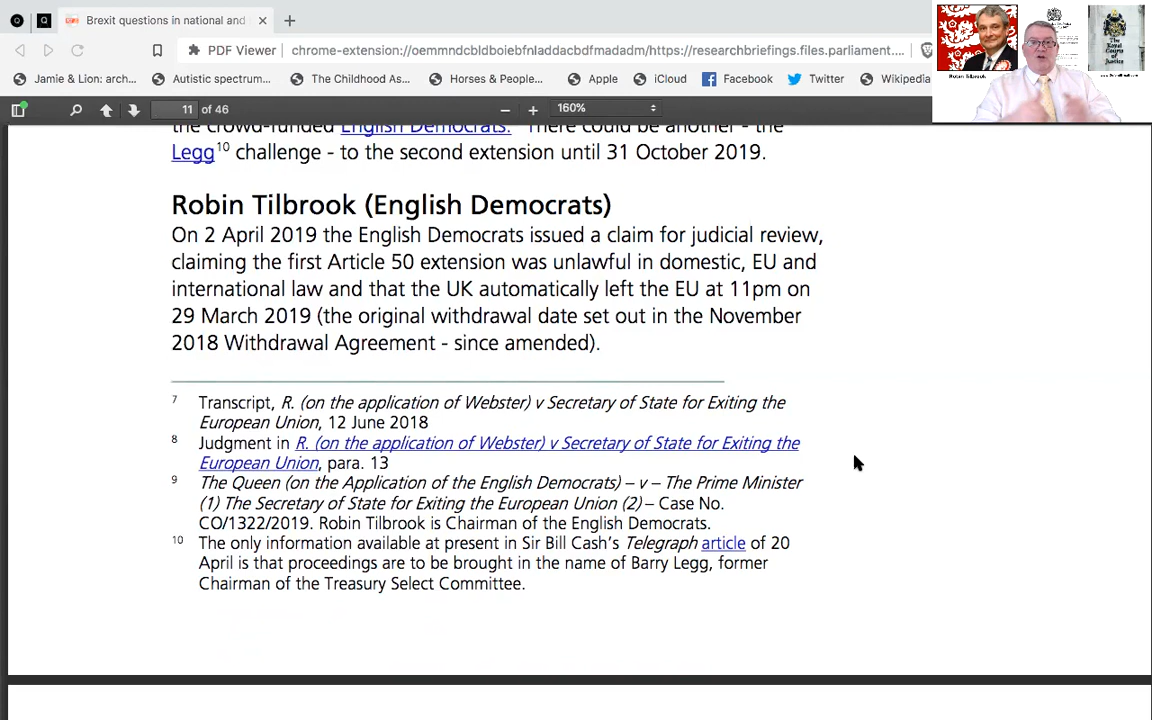 Brexit questions in national and
PDF Viewer
chrome-extension://oemmndcbldboiebfnladdacbdfmadadm/https://researchbriefings.files.parliament....
Jamie & Lion: arch...
Autistic spectrum...
The Childhood As...
Horses & People...
Apple
iCloud
Facebook
Twitter
Wikipedia
Robin Tilbrook
The Royal Courts of Justice
11 of 46
160%
the crowd-funded English Democrats. There could be another - the
Legg10 challenge - to the second extension until 31 October 2019.
Robin Tilbrook (English Democrats)
On 2 April 2019 the English Democrats issued a claim for judicial review,
claiming the first Article 50 extension was unlawful in domestic, EU and
international law and that the UK automatically left the EU at 11pm on
29 March 2019 (the original withdrawal date set out in the November
2018 Withdrawal Agreement - since amended).
7 Transcript, R. (on the application of Webster) v Secretary of State for Exiting the
European Union, 12 June 2018
8 Judgment in R. (on the application of Webster) v Secretary of State for Exiting the
European Union, para. 13
9 The Queen (on the Application of the English Democrats) – v – The Prime Minister
(1) The Secretary of State for Exiting the European Union (2) – Case No.
CO/1322/2019. Robin Tilbrook is Chairman of the English Democrats.
10 The only information available at present in Sir Bill Cash’s Telegraph article of 20
April is that proceedings are to be brought in the name of Barry Legg, former
Chairman of the Treasury Select Committee.